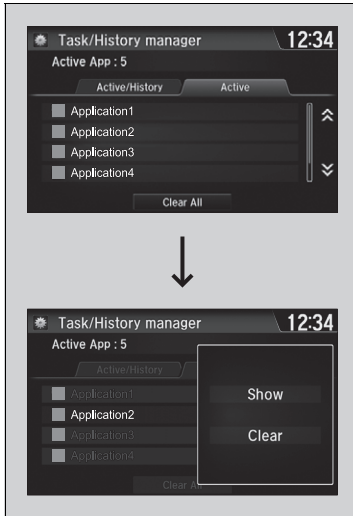 Task/History manager 12:34
Active App : 5
Active/History Active
Application1
Application2
Application3
Application4
Clear All
Task/History manager 12:34
Active App : 5
Active/History
Application1
Show
Application2
Application3
Clear
Application4
Clear All